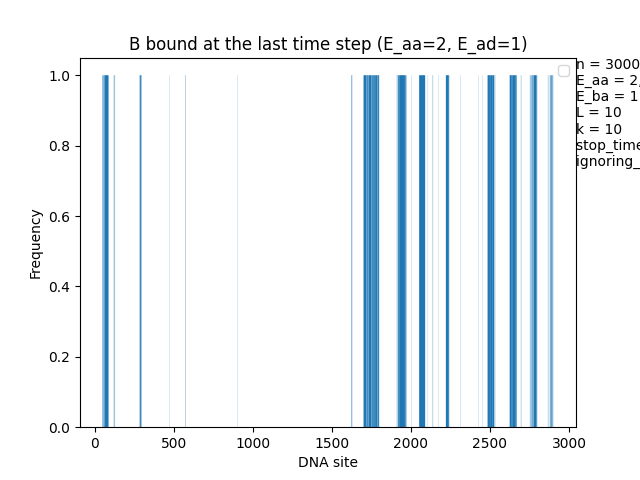 B bound at the last time step (E_aa=2, E_ad=1)
n = 3000
E_aa = 2,
E_ba = 1
L = 10
k = 10
stop_time
ignoring_
1.0
0.8
0.6
0.4
0.2
0.0
Frequency
0 500 1000 1500 2000 2500 3000
DNA site